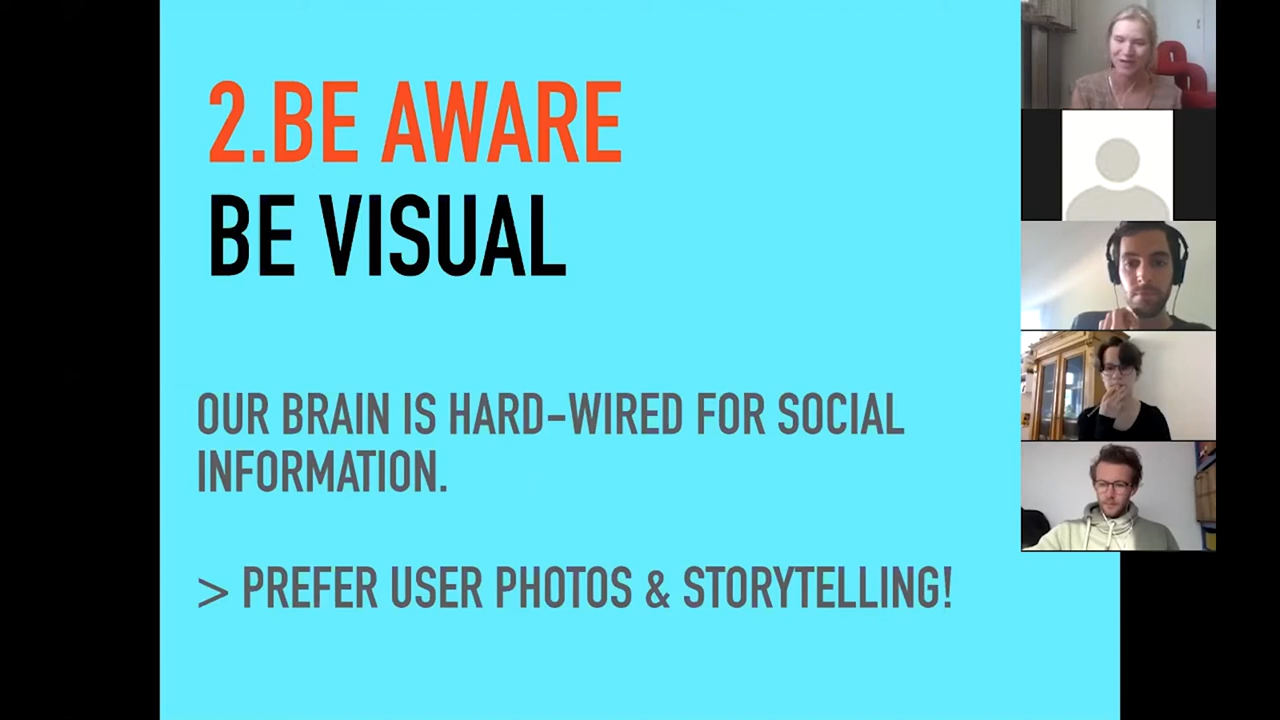 2.BE AWARE
BE VISUAL
OUR BRAIN IS HARD-WIRED FOR SOCIAL
INFORMATION.
> PREFER USER PHOTOS & STORYTELLING!